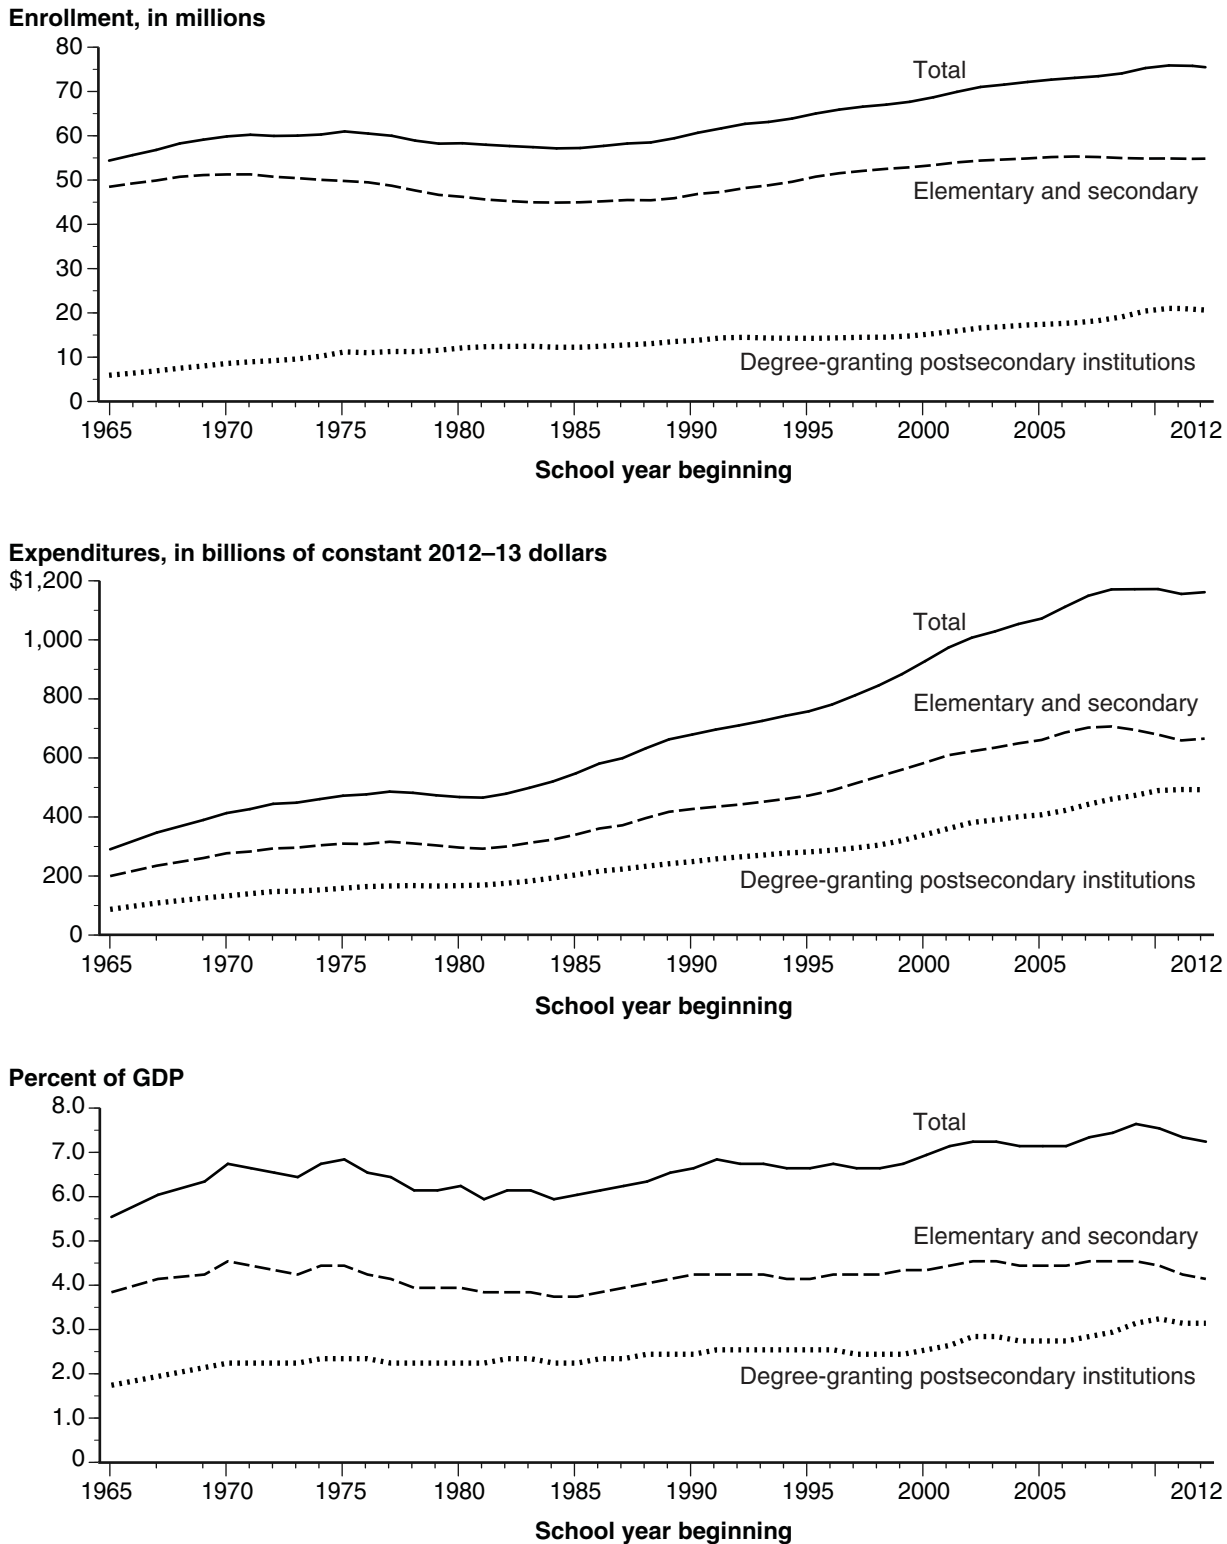 Enrollment, in millions
80
Total
70
60
50
Elementary and secondary
40
30
20
10
Degree-granting postsecondary institutions
0
1965 1970 1975 1980 1985 1990 1995 2000 2005 2012
School year beginning
Expenditures, in billions of constant 2012–13 dollars
$1,200
Total
1,000
800
Elementary and secondary
600
400
200
Degree-granting postsecondary institutions
0
1965 1970 1975 1980 1985 1990 1995 2000 2005 2012
School year beginning
Percent of GDP
8.0
Total
7.0
6.0
5.0
Elementary and secondary
4.0
3.0
2.0
Degree-granting postsecondary institutions
1.0
0
1965 1970 1975 1980 1985 1990 1995 2000 2005 2012
School year beginning